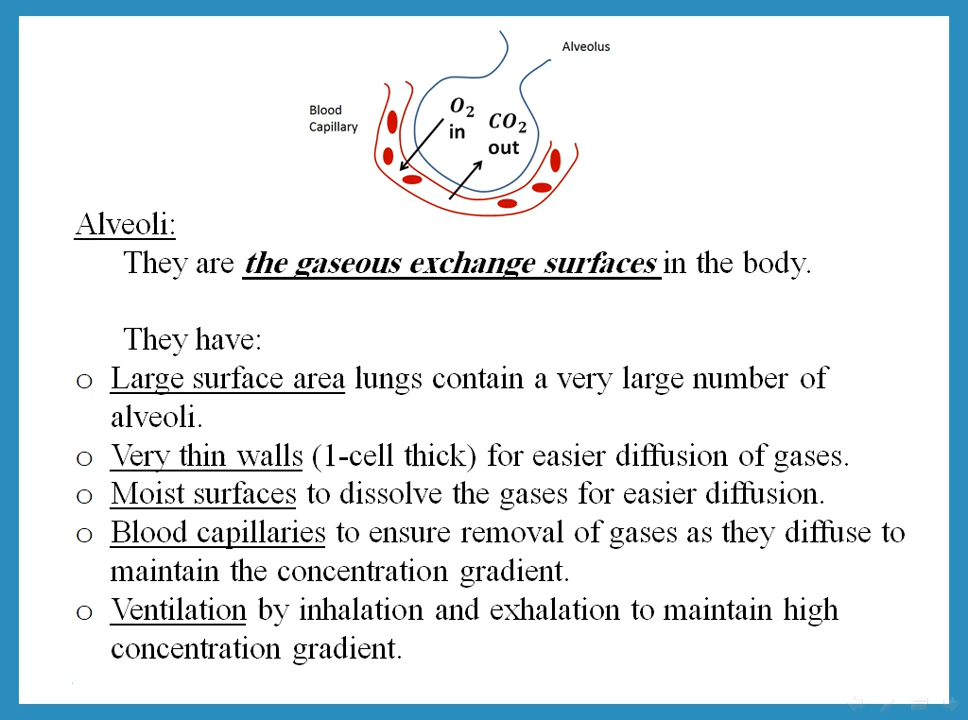 Alveolus
Blood
Capillary
O₂
in
CO₂
out
Alveoli:
They are the gaseous exchange surfaces in the body.
They have:
o Large surface area lungs contain a very large number of
alveoli.
o Very thin walls (1-cell thick) for easier diffusion of gases.
o Moist surfaces to dissolve the gases for easier diffusion.
o Blood capillaries to ensure removal of gases as they diffuse to
maintain the concentration gradient.
o Ventilation by inhalation and exhalation to maintain high
concentration gradient.